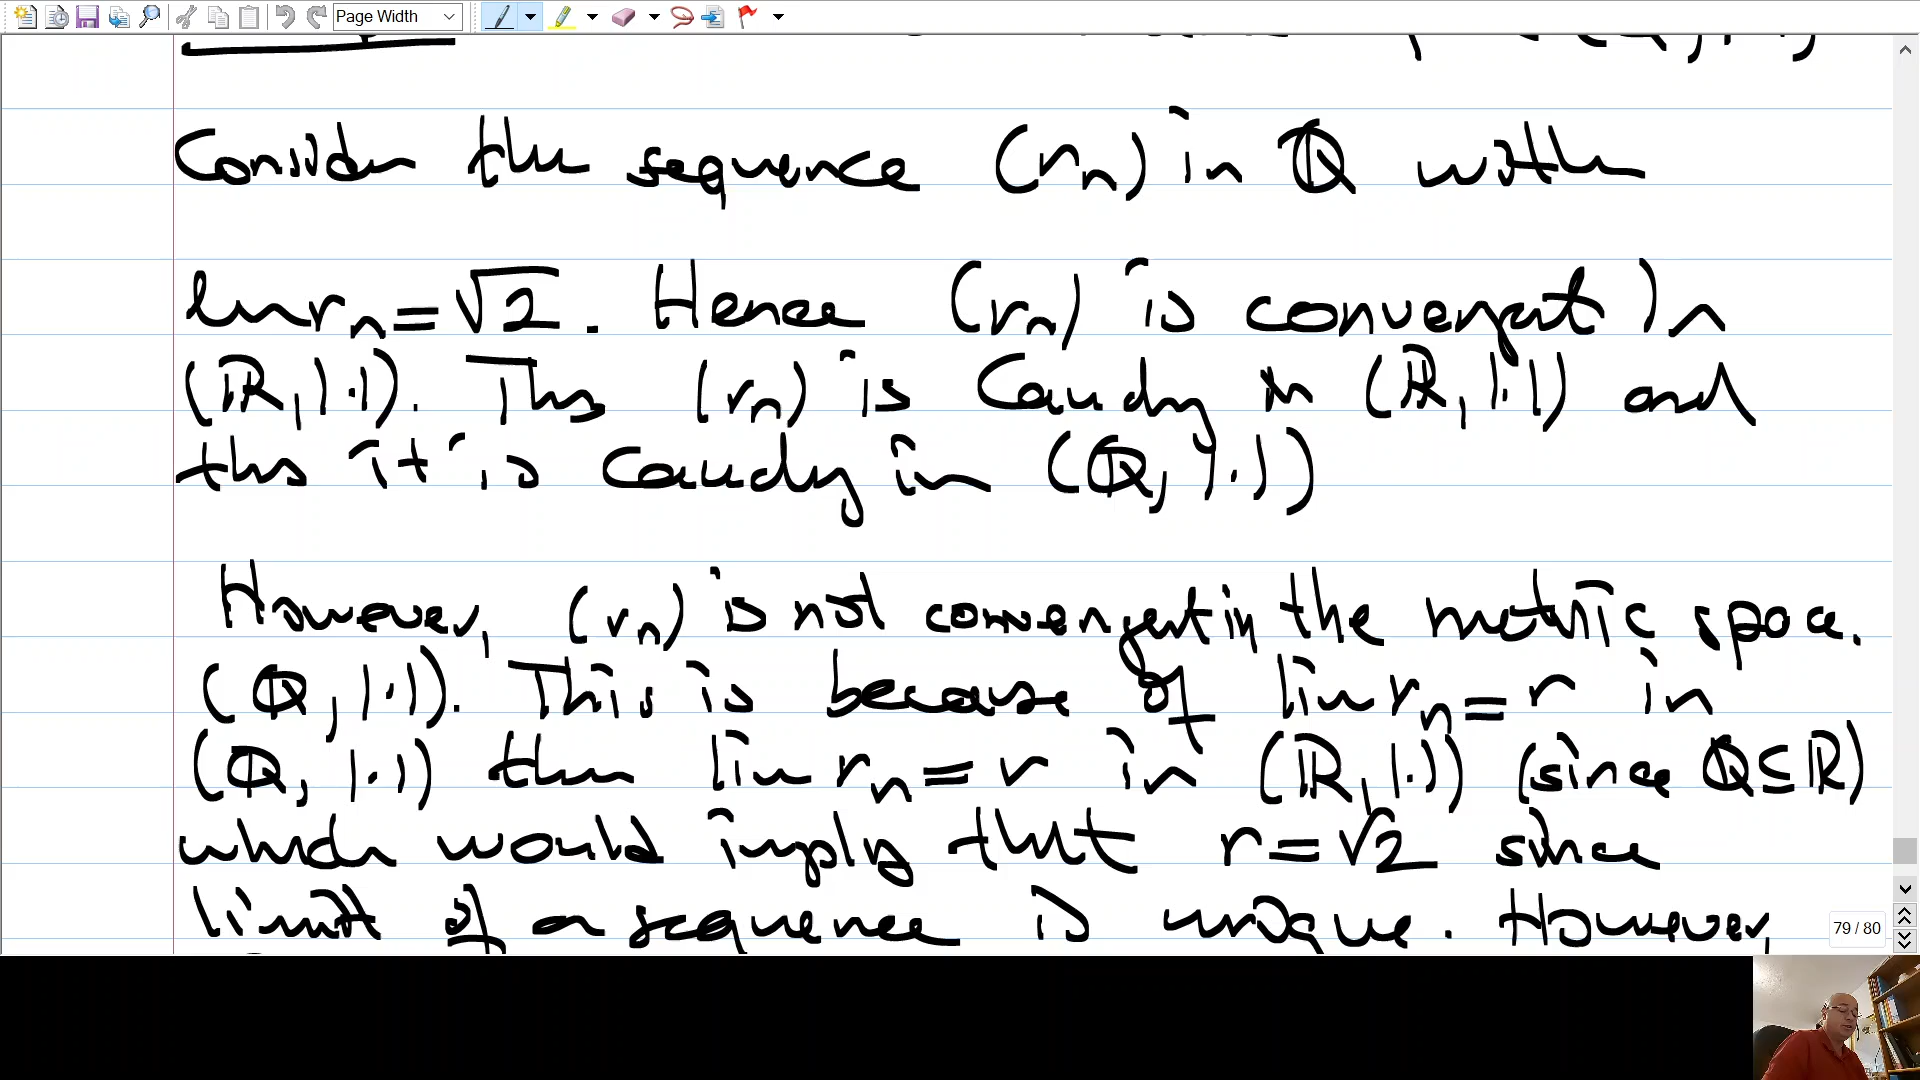 Page Width
Consider the sequence (rₙ) in ℚ with
lim rₙ = √2. Hence (rₙ) is convergent in
(ℝ, |·|). Ths (rₙ) is Cauchy in (ℝ, |·|) and
ths it is Cauchy in (ℚ, |·|)
However, (rₙ) is not convergent in the metric space.
(ℚ, |·|). This is because if lim rₙ = r in
(ℚ, |·|) then lim rₙ = r in (ℝ, |·|) (since ℚ ⊆ ℝ)
which would imply that r = √2 since
limit of a sequence is unique. However,
79 / 80